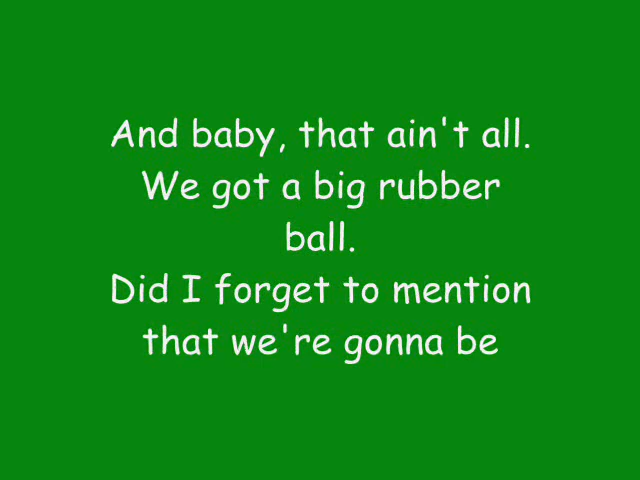 And baby, that ain't all.
We got a big rubber
ball.
Did I forget to mention
that we're gonna be